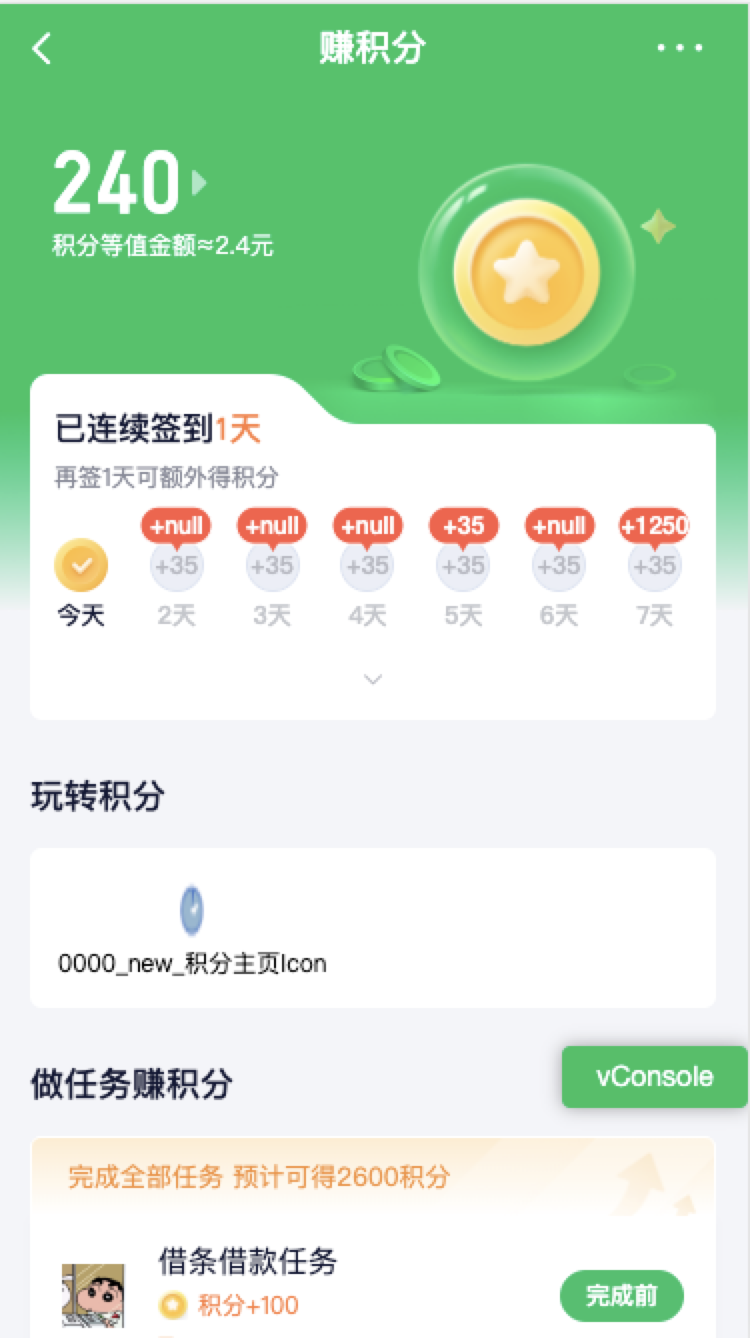 赚积分
240
积分等值金额≈2.4元
已连续签到1天
再签1天可额外得积分
+null +null +null +35 +null +1250
+35 +35 +35 +35 +35 +35
今天 2天 3天 4天 5天 6天 7天
玩转积分
0000_new_积分主页Icon
做任务赚积分
vConsole
完成全部任务 预计可得2600积分
借条借款任务
积分+100
完成前